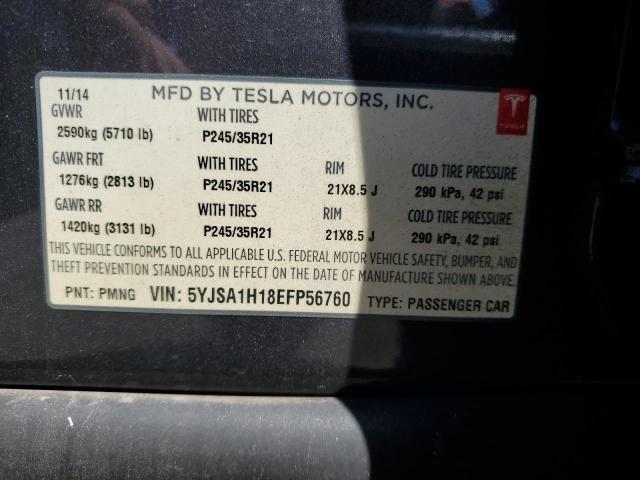 11/14 MFD BY TESLA MOTORS, INC.
TESLA
GVWR WITH TIRES
2590kg (5710 lb) P245/35R21
GAWR FRT WITH TIRES RIM COLD TIRE PRESSURE
1276kg (2813 lb) P245/35R21 21X8.5 J 290 kPa, 42 psi
GAWR RR WITH TIRES RIM COLD TIRE PRESSURE
1420kg (3131 lb) P245/35R21 21X8.5 J 290 kPa, 42 psi
THIS VEHICLE CONFORMS TO ALL APPLICABLE U.S. FEDERAL MOTOR VEHICLE SAFETY, BUMPER, AND
THEFT PREVENTION STANDARDS IN EFFECT ON THE DATE OF MANUFACTURE SHOWN ABOVE.
PNT: PMNG VIN: 5YJSA1H18EFP56760 TYPE: PASSENGER CAR